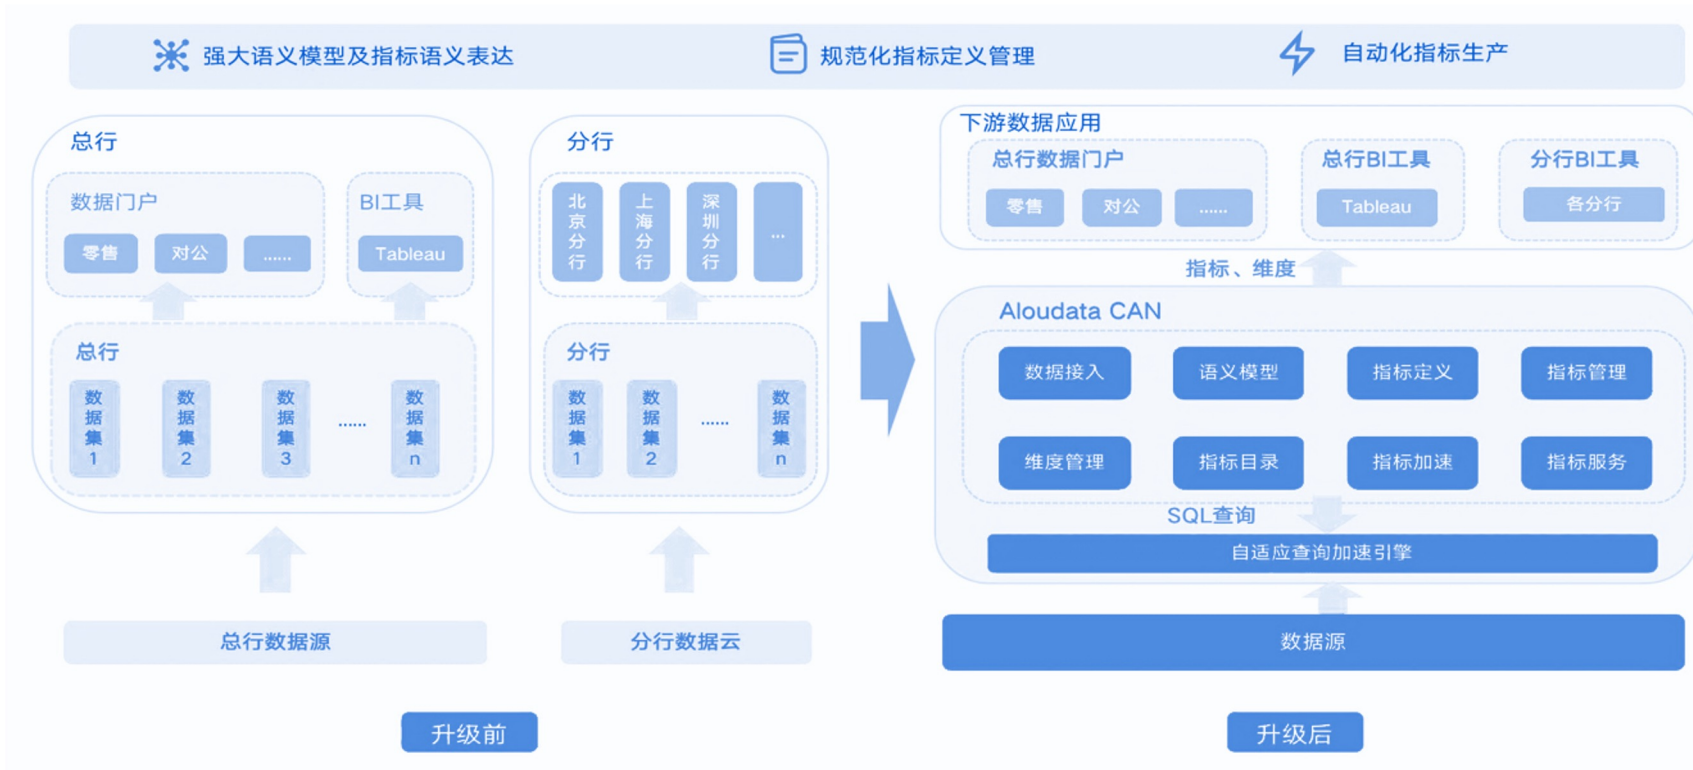 强大语义模型及指标语义表达
规范化指标定义管理
自动化指标生产
总行
数据门户
零售
对公
......
BI工具
Tableau
总行
数据集1
数据集2
数据集3
......
数据集n
总行数据源
分行
北京分行
上海分行
深圳分行
...
分行
数据集1
数据集2
......
数据集n
分行数据云
升级前
下游数据应用
总行数据门户
零售
对公
......
总行BI工具
Tableau
分行BI工具
各分行
指标、维度
Aloudata CAN
数据接入
语义模型
指标定义
指标管理
维度管理
指标目录
指标加速
指标服务
SQL查询
自适应查询加速引擎
数据源
升级后